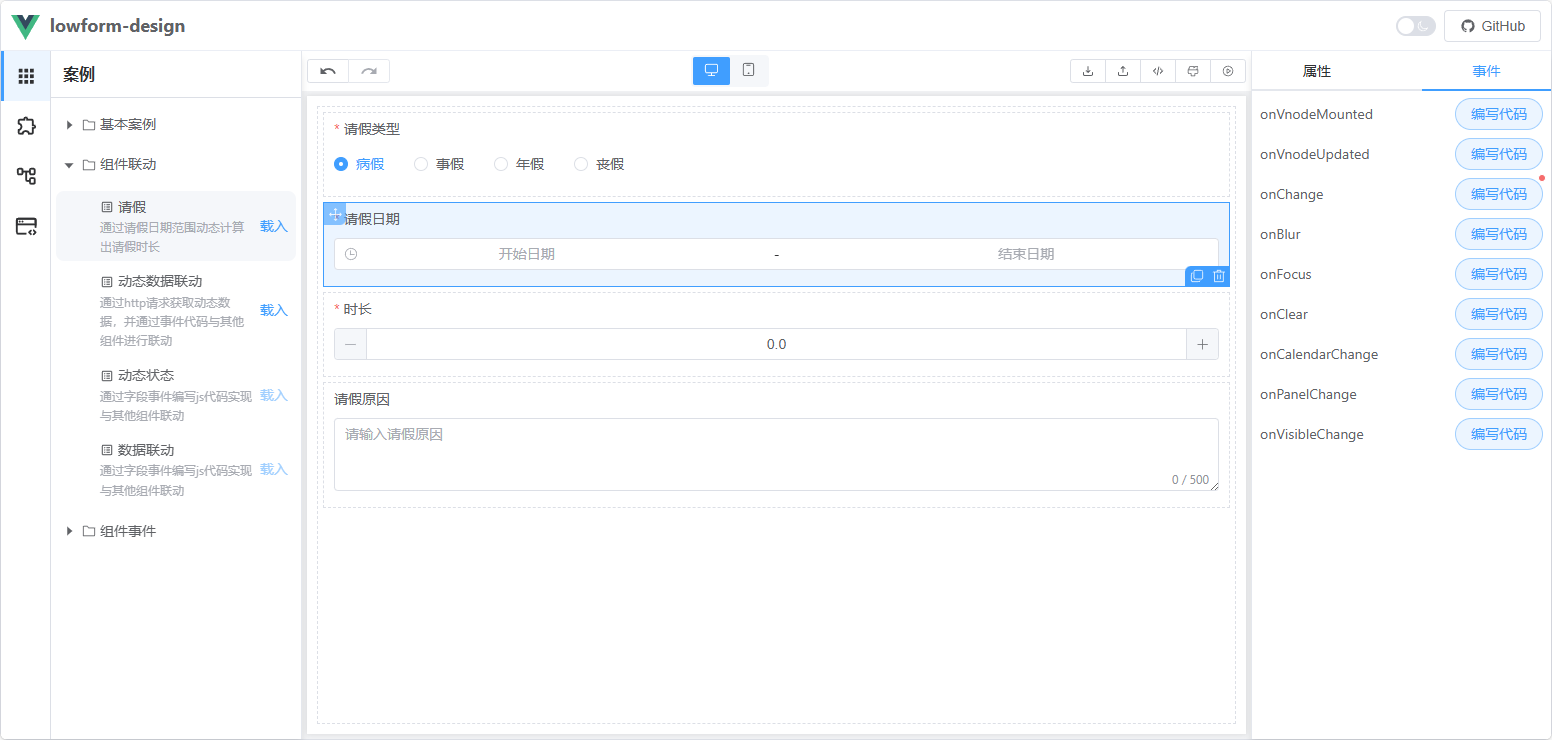 lowform-design
GitHub
案例
属性
事件
基本案例
组件联动
请假
通过请假日期范围动态计算
出请假时长
载入
动态数据联动
通过http请求获取动态数
据，并通过事件代码与其他
组件进行联动
载入
动态状态
通过字段事件编写js代码实现
与其他组件联动
载入
数据联动
通过字段事件编写js代码实现
与其他组件联动
载入
组件事件
* 请假类型
病假 事假 年假 丧假
请假日期
开始日期 - 结束日期
* 时长
0.0
请假原因
请输入请假原因
0 / 500
onVnodeMounted 编写代码
onVnodeUpdated 编写代码
onChange 编写代码
onBlur 编写代码
onFocus 编写代码
onClear 编写代码
onCalendarChange 编写代码
onPanelChange 编写代码
onVisibleChange 编写代码